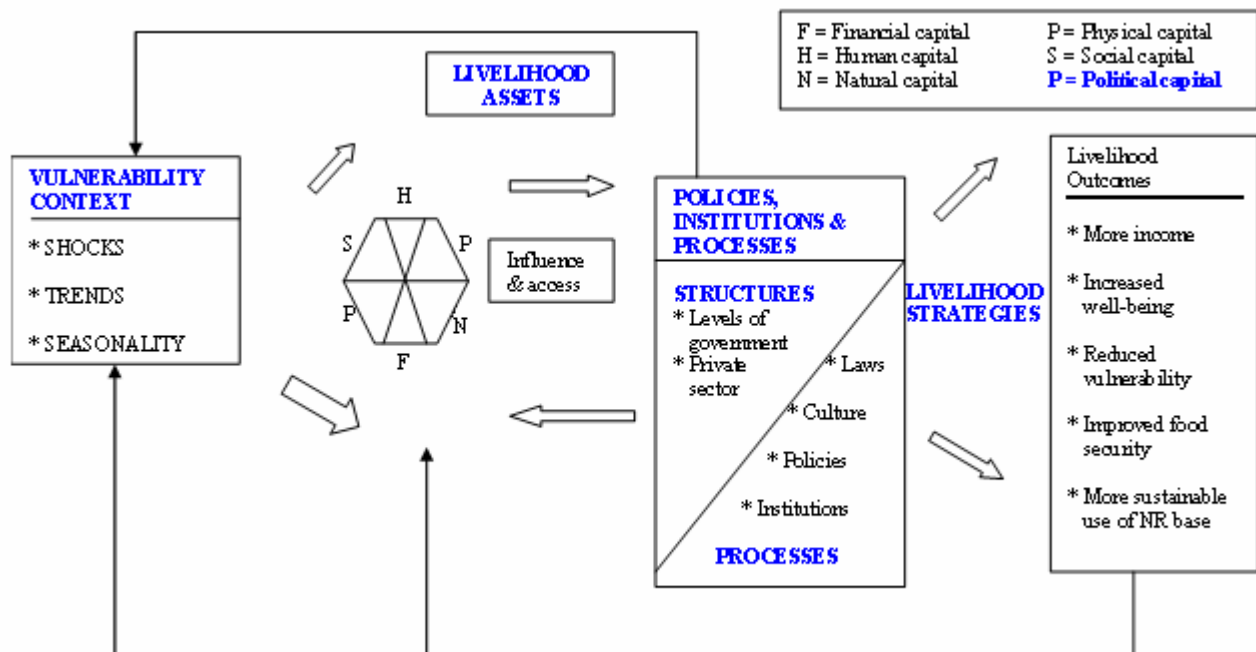 F = Financial capital
H = Human capital
N = Natural capital
P = Physical capital
S = Social capital
P = Political capital
LIVELIHOOD
ASSETS
VULNERABILITY
CONTEXT
* SHOCKS
* TRENDS
* SEASONALITY
H
S
P
P
N
F
Influence
& access
POLICIES,
INSTITUTIONS &
PROCESSES
STRUCTURES
* Levels of
government
* Private
sector
* Laws
* Culture
* Policies
* Institutions
PROCESSES
LIVELIHOOD
STRATEGIES
Livelihood
Outcomes
* More income
* Increased
well-being
* Reduced
vulnerability
* Improved food
security
* More sustainable
use of NR base